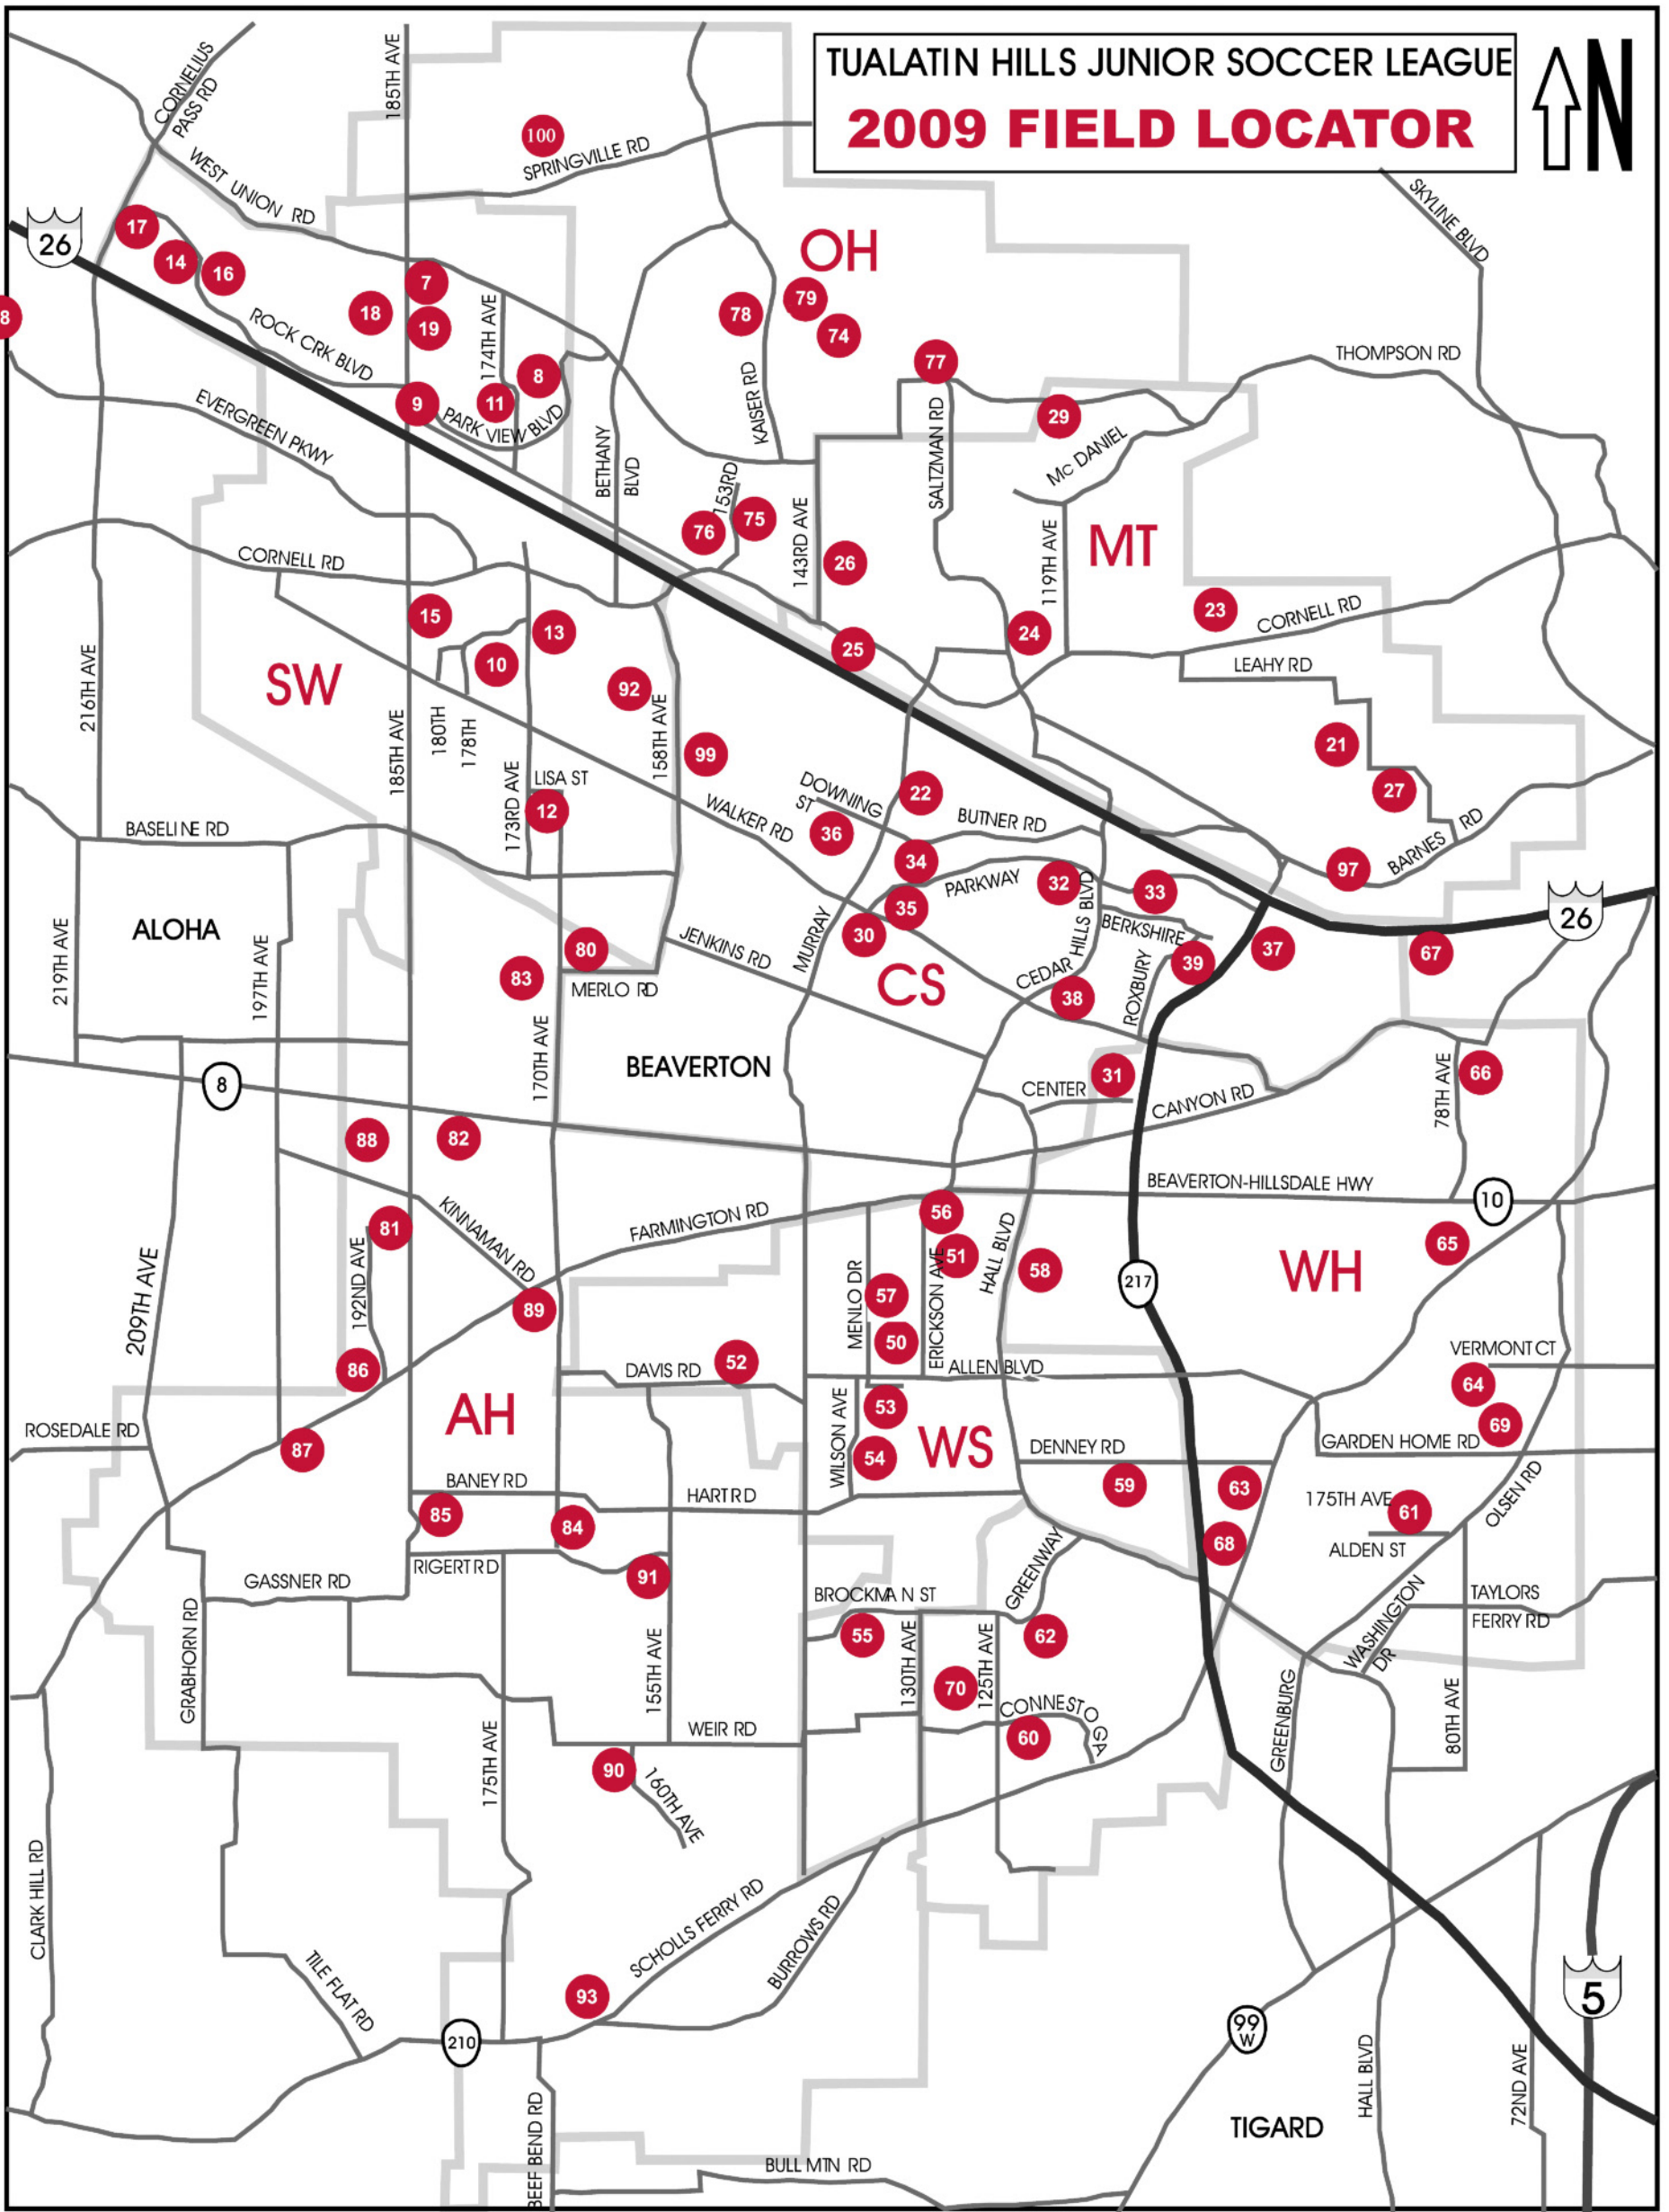 TUALATIN HILLS JUNIOR SOCCER LEAGUE
2009 FIELD LOCATOR
N
CORNELIUS
PASS RD
185TH AVE
100
SPRINGVILLE RD
WEST UNION RD
SKYLINE BLVD
26
17
14
16
OH
7
18
19
174TH AVE
78
79
74
8
ROCK CRK BLVD
8
77
THOMPSON RD
9
11
PARK VIEW BLVD
KAISER RD
29
EVERGREEN PKWY
BETHANY
BLVD
SALTZMAN RD
Mc DANIEL
153RD
76
75
143RD AVE
26
119TH AVE
MT
CORNELL RD
15
13
23
CORNELL RD
24
25
10
LEAHY RD
SW
92
216TH AVE
185TH AVE
180TH
178TH
158TH AVE
99
21
173RD AVE
LISA ST
12
DOWNING
ST
22
27
WALKER RD
36
BUTNER RD
BASELINE RD
BARNES RD
34
97
PARKWAY
32
33
35
BERKSHIRE
26
ALOHA
219TH AVE
197TH AVE
80
JENKINS RD
MURRAY
30
CEDAR HILLS BLVD
37
67
83
MERLO RD
CS
39
38
ROXBURY
170TH AVE
BEAVERTON
31
66
8
CENTER
CANYON RD
78TH AVE
88
82
BEAVERTON-HILLSDALE HWY
10
KINNAMAN RD
FARMINGTON RD
56
81
51
HALL BLVD
65
192ND AVE
58
WH
217
209TH AVE
89
MENLO DR
57
ERICKSON AVE
50
VERMONT CT
86
DAVIS RD
52
ALLEN BLVD
64
AH
53
WILSON AVE
WS
69
ROSEDALE RD
87
54
DENNEY RD
GARDEN HOME RD
BANEY RD
HART RD
59
63
175TH AVE
61
OLSEN RD
85
84
68
ALDEN ST
RIGERT RD
91
GREENWAY
GASSNER RD
BROCKMAN ST
TAYLORS
FERRY RD
WASHINGTON
DR
GRABHORN RD
155TH AVE
55
130TH AVE
125TH AVE
62
70
CONNESTOGA
80TH AVE
175TH AVE
WEIR RD
60
GREENBURG
90
160TH AVE
CLARK HILL RD
SCHOLLS FERRY RD
BURROWS RD
TILE FLAT RD
93
5
210
99
W
HALL BLVD
72ND AVE
BEEF BEND RD
TIGARD
BULL MTN RD